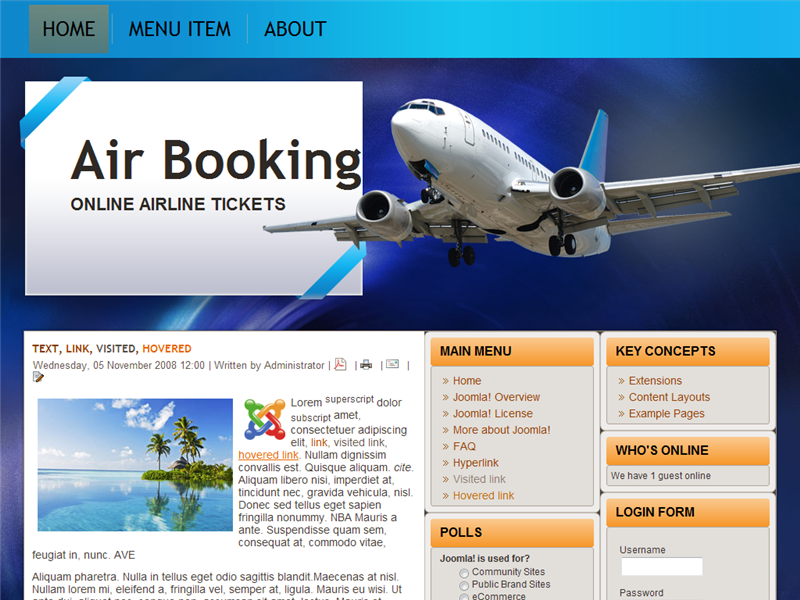 HOME MENU ITEM ABOUT
Air Booking
ONLINE AIRLINE TICKETS
TEXT, LINK, VISITED, HOVERED
Wednesday, 05 November 2008 12:00 | Written by Administrator | | | |
Lorem superscript dolor
subscript amet,
consectetuer adipiscing
elit, link, visited link,
hovered link. Nullam dignissim
convallis est. Quisque aliquam. cite.
Aliquam libero nisi, imperdiet at,
tincidunt nec, gravida vehicula, nisl.
Donec sed tellus eget sapien
fringilla nonummy. NBA Mauris a
ante. Suspendisse quam sem,
consequat at, commodo vitae,
feugiat in, nunc. AVE
Aliquam pharetra. Nulla in tellus eget odio sagittis blandit.Maecenas at nisl.
Nullam lorem mi, eleifend a, fringilla vel, semper at, ligula. Mauris eu wisi. Ut
MAIN MENU
» Home
» Joomla! Overview
» Joomla! License
» More about Joomla!
» FAQ
» Hyperlink
» Visited link
» Hovered link
POLLS
Joomla! is used for?
Community Sites
Public Brand Sites
eCommerce
KEY CONCEPTS
» Extensions
» Content Layouts
» Example Pages
WHO'S ONLINE
We have 1 guest online
LOGIN FORM
Username
Password